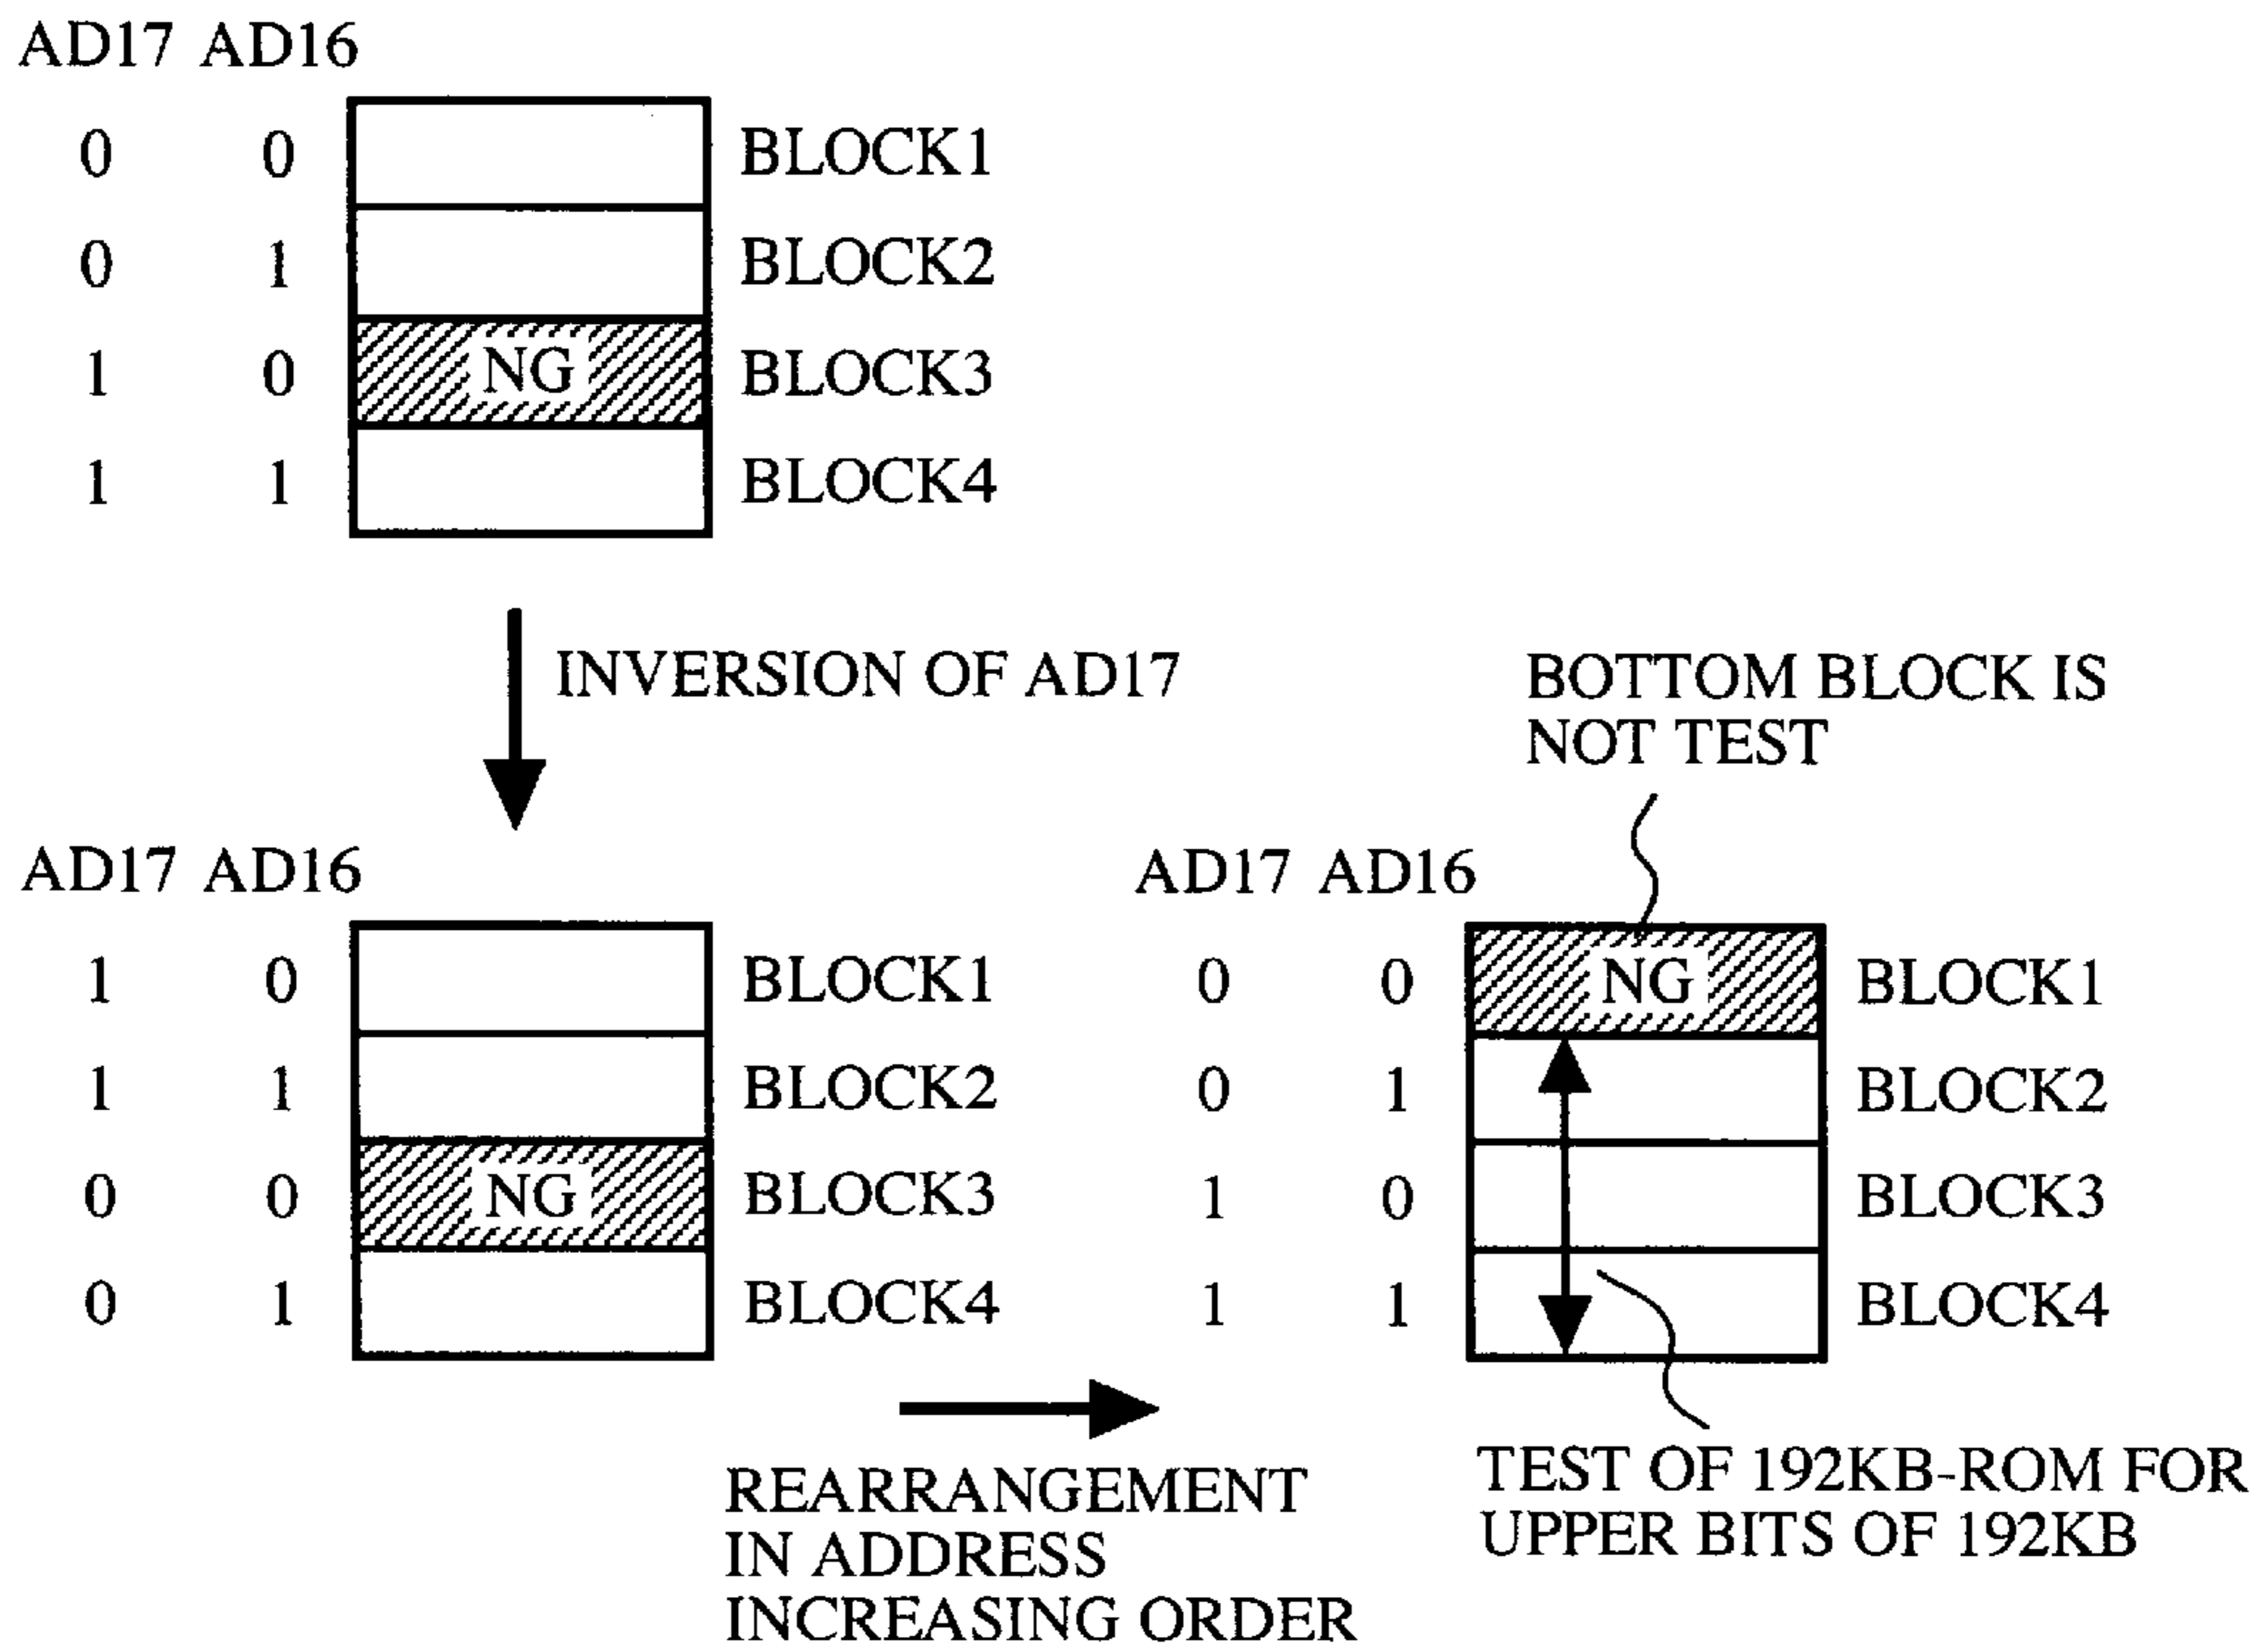 AD17 AD16
0 0 BLOCK1
0 1 BLOCK2
1 0 NG BLOCK3
1 1 BLOCK4
INVERSION OF AD17
AD17 AD16
1 0 BLOCK1
1 1 BLOCK2
0 0 NG BLOCK3
0 1 BLOCK4
REARRANGEMENT
IN ADDRESS
INCREASING ORDER
BOTTOM BLOCK IS
NOT TEST
AD17 AD16
0 0 NG BLOCK1
0 1 BLOCK2
1 0 BLOCK3
1 1 BLOCK4
TEST OF 192KB-ROM FOR
UPPER BITS OF 192KB